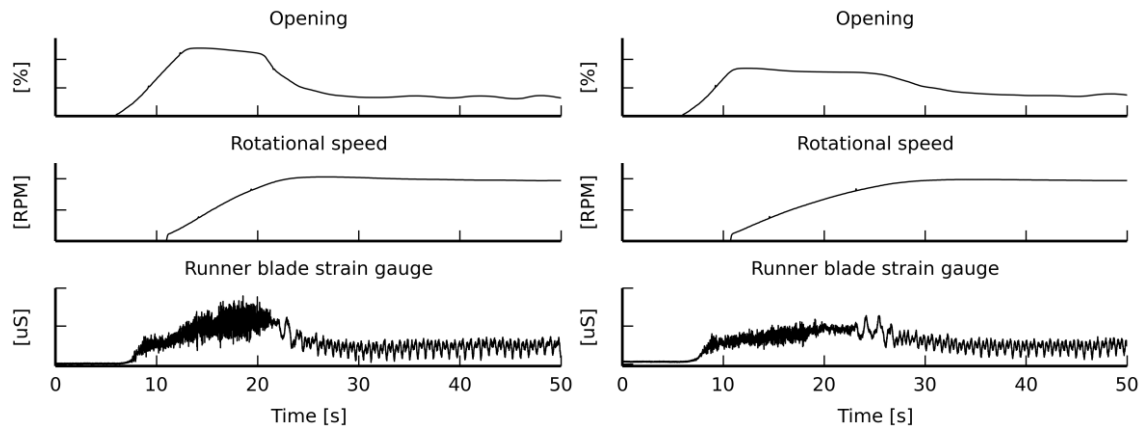 Opening
[%]
Rotational speed
[RPM]
Runner blade strain gauge
[uS]
0 10 20 30 40 50
Time [s]
Opening
[%]
Rotational speed
[RPM]
Runner blade strain gauge
[uS]
0 10 20 30 40 50
Time [s]